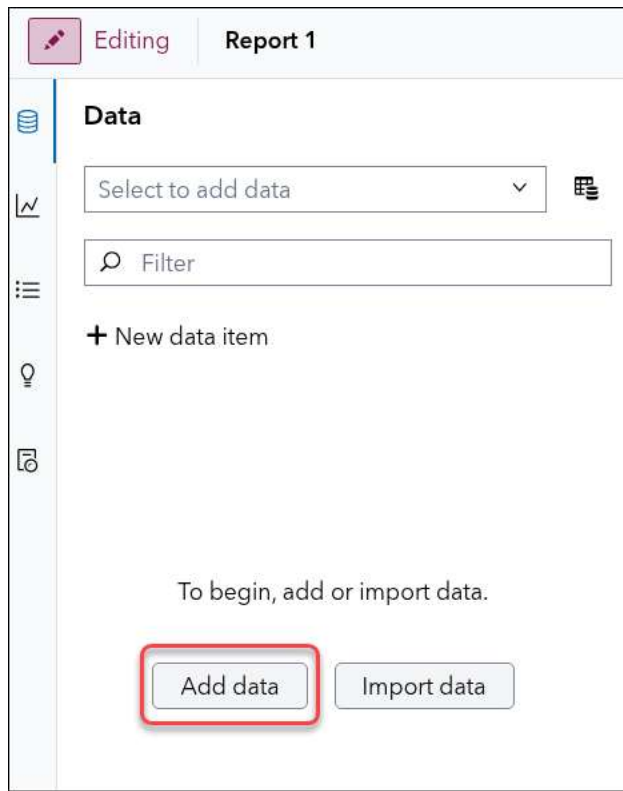 Editing Report 1
Data
Select to add data
Filter
+ New data item
To begin, add or import data.
Add data Import data